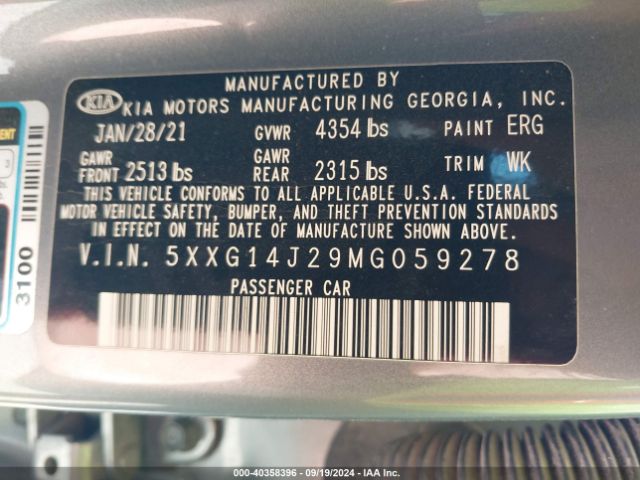 MANUFACTURED BY
KIA KIA MOTORS MANUFACTURING GEORGIA, INC.
JAN/28/21 GVWR 4354 lbs PAINT ERG
GAWR FRONT 2513 lbs GAWR REAR 2315 lbs TRIM WK
THIS VEHICLE CONFORMS TO ALL APPLICABLE U.S.A. FEDERAL
MOTOR VEHICLE SAFETY, BUMPER, AND THEFT PREVENTION STANDARDS
IN EFFECT ON THE DATE OF MANUFACTURE SHOWN ABOVE.
V.I.N. 5XXG14J29MG059278
PASSENGER CAR
3100
000-40358396 - 09/19/2024 - IAA Inc.